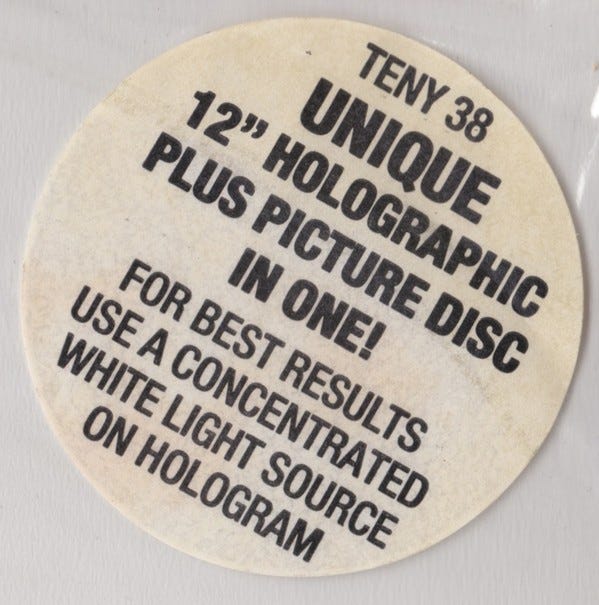 TENY 38
UNIQUE
12” HOLOGRAPHIC
PLUS PICTURE DISC
IN ONE!
FOR BEST RESULTS
USE A CONCENTRATED
WHITE LIGHT SOURCE
ON HOLOGRAM